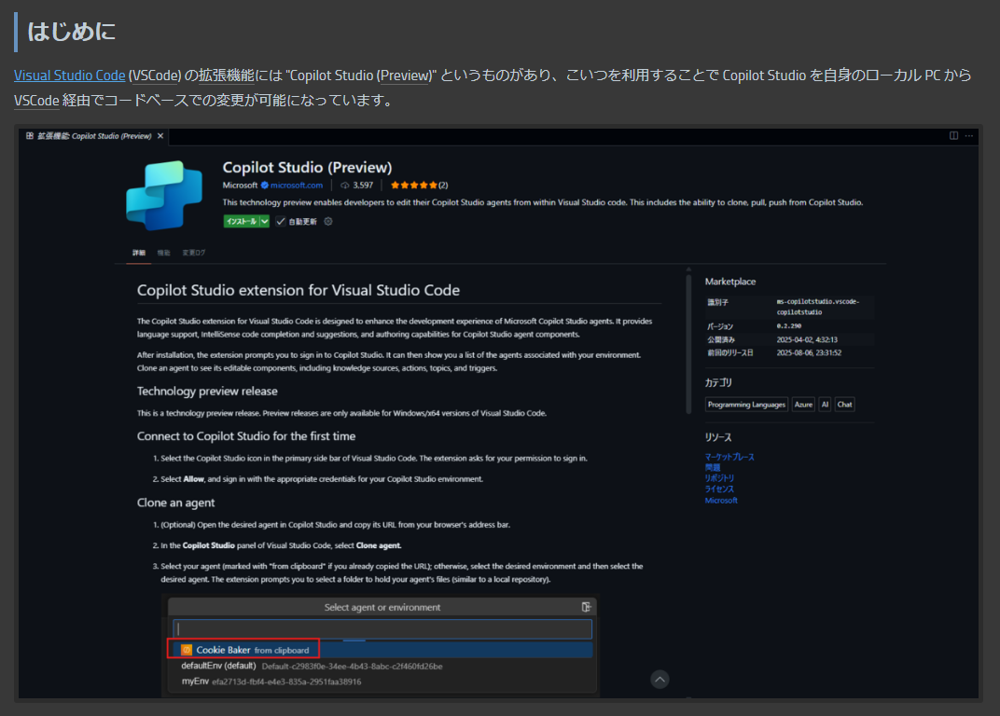 はじめに
Visual Studio Code (VSCode) の拡張機能には "Copilot Studio (Preview)" というものがあり、こいつを利用することで Copilot Studio を自身のローカル PC から
VSCode 経由でコードベースでの変更が可能になっています。
拡張機能: Copilot Studio (Preview)
Copilot Studio (Preview)
Microsoft microsoft.com 3,597 (2)
This technology preview enables developers to edit their Copilot Studio agents from within Visual Studio code. This includes the ability to clone, pull, push from Copilot Studio.
インストール 自動更新
詳細 機能 変更ログ
Copilot Studio extension for Visual Studio Code
The Copilot Studio extension for Visual Studio Code is designed to enhance the development experience of Microsoft Copilot Studio agents. It provides
language support, IntelliSense code completion and suggestions, and authoring capabilities for Copilot Studio agent components.
After installation, the extension prompts you to sign in to Copilot Studio. It can then show you a list of the agents associated with your environment.
Clone an agent to see its editable components, including knowledge sources, actions, topics, and triggers.
Technology preview release
This is a technology preview release. Preview releases are only available for Windows/x64 versions of Visual Studio Code.
Connect to Copilot Studio for the first time
1. Select the Copilot Studio icon in the primary side bar of Visual Studio Code. The extension asks for your permission to sign in.
2. Select Allow, and sign in with the appropriate credentials for your Copilot Studio environment.
Clone an agent
1. (Optional) Open the desired agent in Copilot Studio and copy its URL from your browser's address bar.
2. In the Copilot Studio panel of Visual Studio Code, select Clone agent.
3. Select your agent (marked with "from clipboard" if you already copied the URL); otherwise, select the desired environment and then select the
desired agent. The extension prompts you to select a folder to hold your agent's files (similar to a local repository).
Select agent or environment
Cookie Baker from clipboard
defaultEnv (default) Default-c2983f0e-34ee-4b43-8abc-c2f460fd26be
myEnv efa2713d-fbf4-e4e3-835a-2951faa38916
Marketplace
識別子 ms-copilotstudio.vscode-
copilotstudio
バージョン 0.2.290
公開済み 2025-04-02, 4:32:13
前回のリリース日 2025-08-06, 23:31:52
カテゴリ
Programming Languages Azure AI Chat
リソース
マーケットプレース
問題
リポジトリ
ライセンス
Microsoft